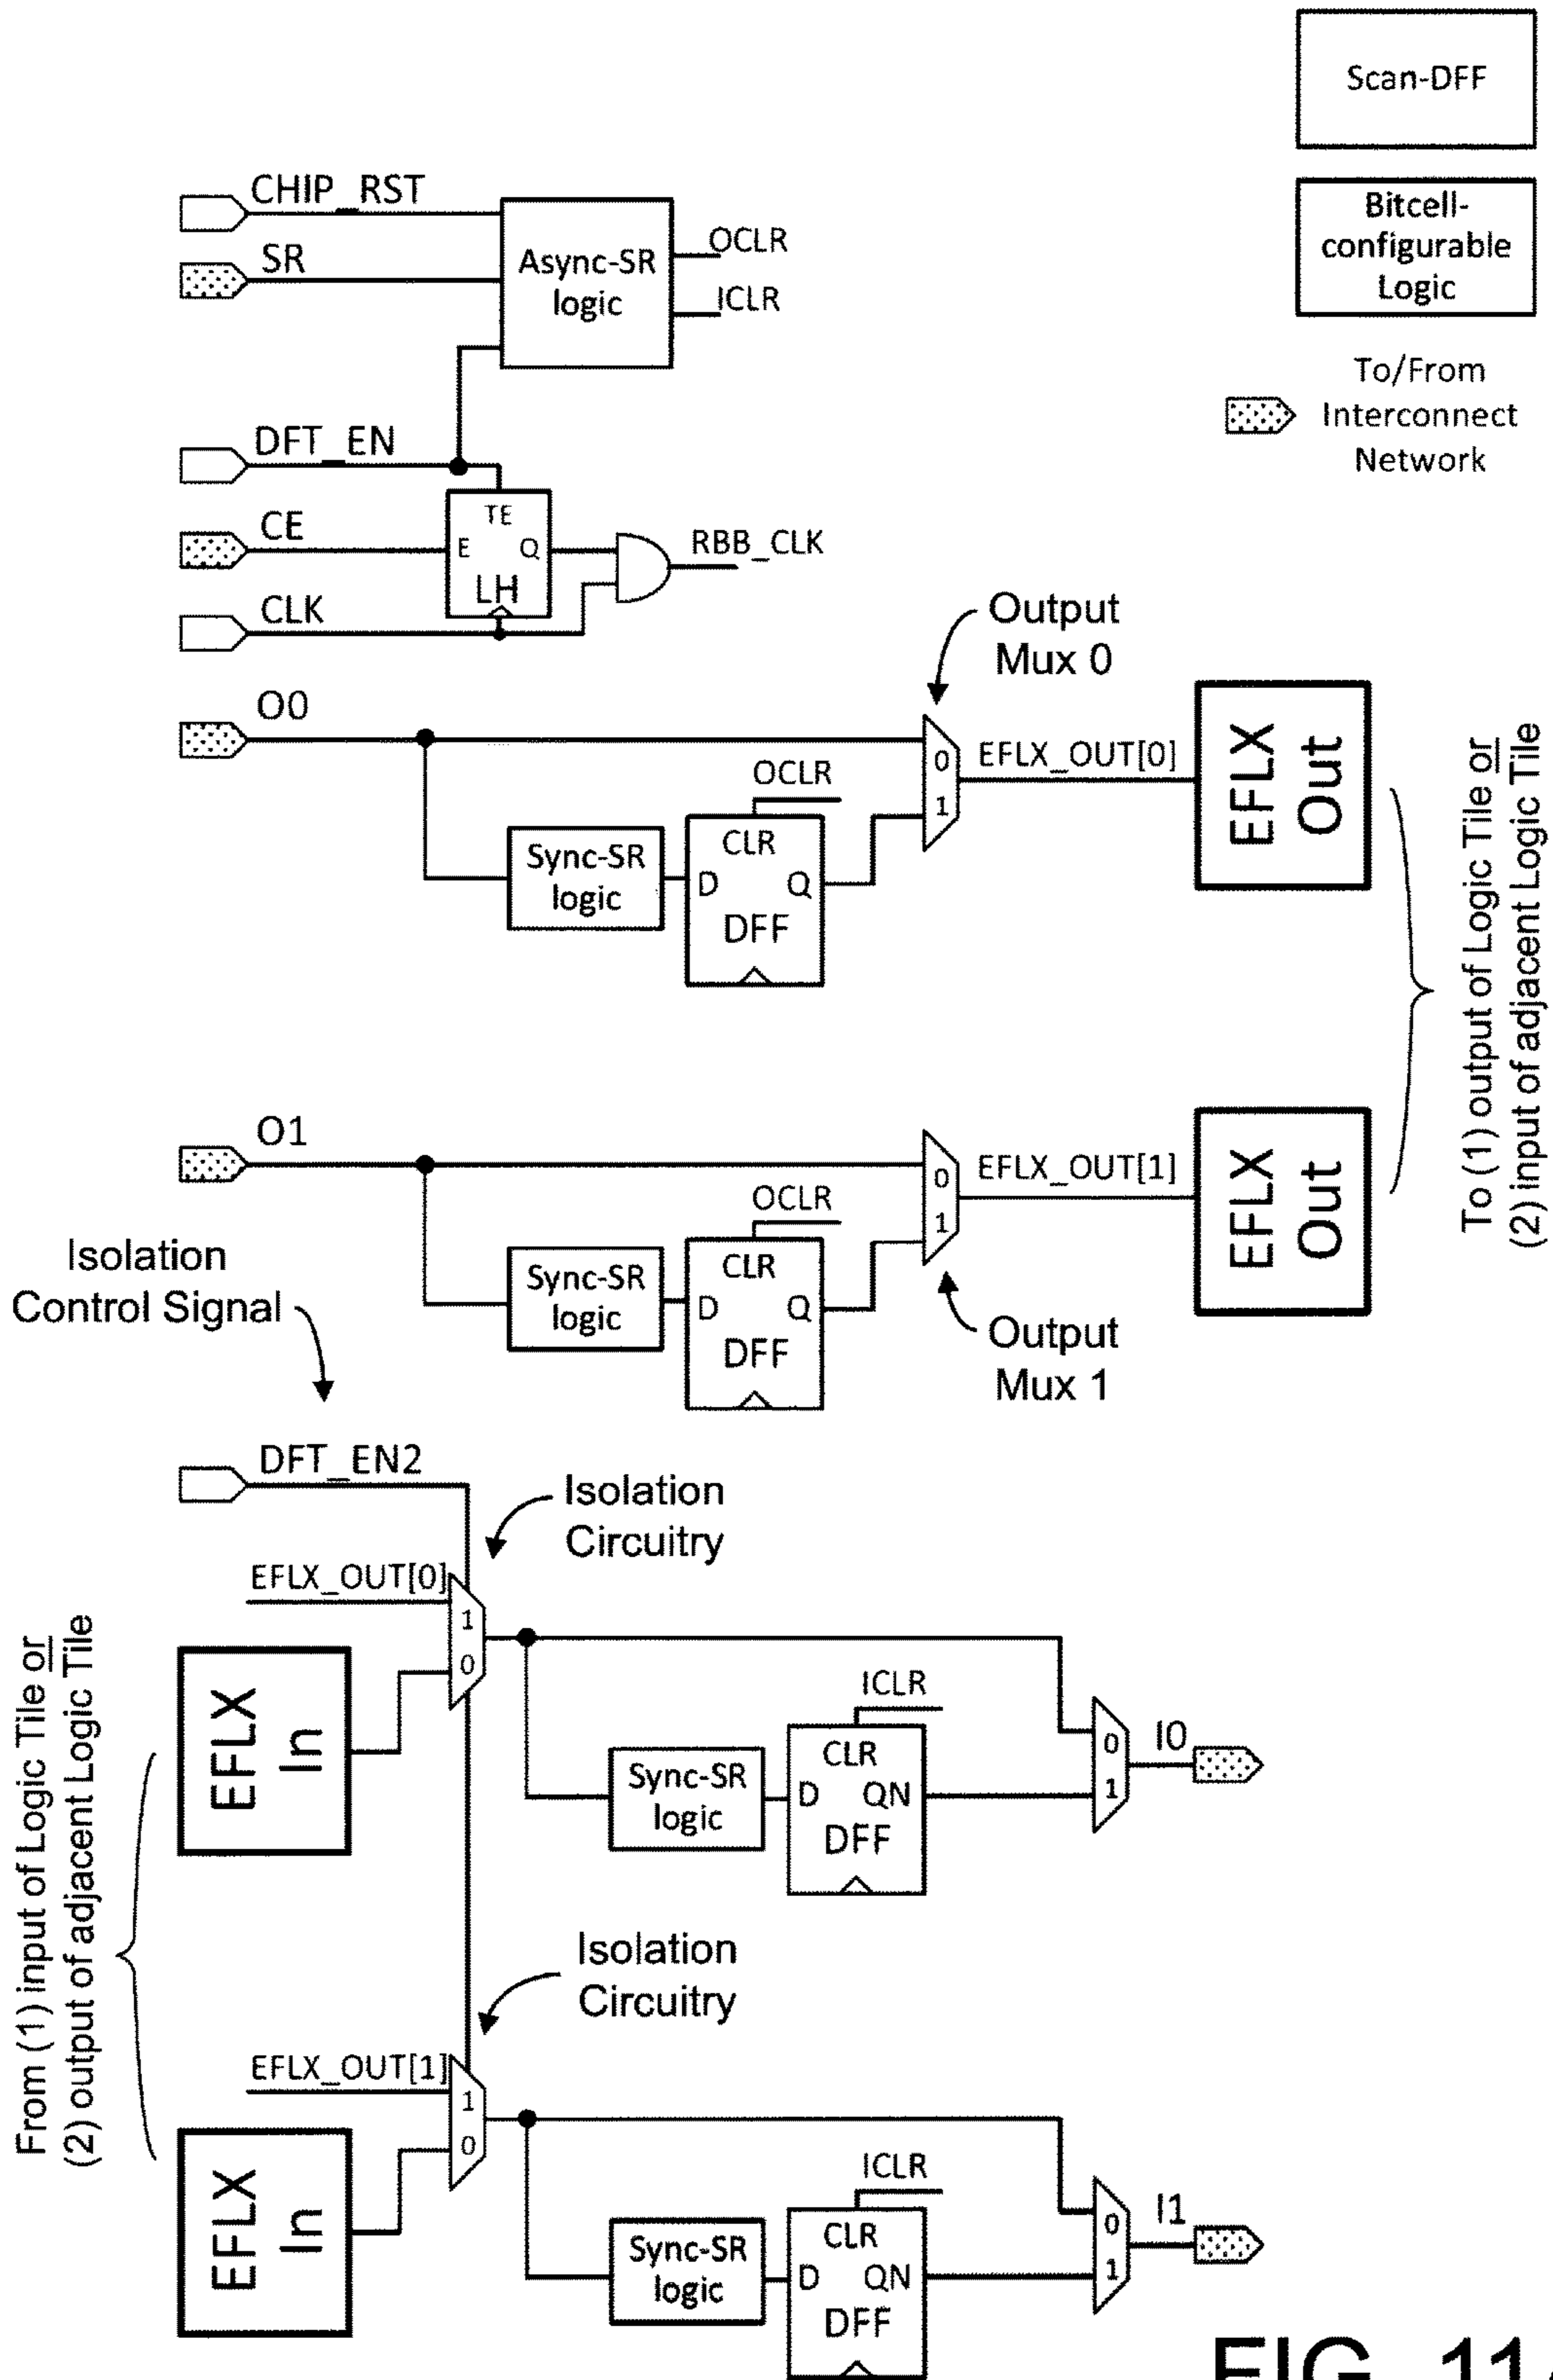 Scan-DFF
Bitcell-
configurable
Logic
To/From
Interconnect
Network
CHIP_RST
SR
Async-SR
logic
OCLR
ICLR
DFT_EN
CE
CLK
TE
E
Q
LH
RBB_CLK
Output
Mux 0
O0
Sync-SR
logic
OCLR
CLR
D
Q
DFF
0
1
EFLX_OUT[0]
EFLX
Out
To (1) output of Logic Tile or
(2) input of adjacent Logic Tile
O1
Sync-SR
logic
OCLR
CLR
D
Q
DFF
0
1
EFLX_OUT[1]
EFLX
Out
Output
Mux 1
Isolation
Control Signal
DFT_EN2
Isolation
Circuitry
EFLX_OUT[0]
1
0
EFLX
In
Sync-SR
logic
ICLR
CLR
D
QN
DFF
0
1
I0
From (1) input of Logic Tile or
(2) output of adjacent Logic Tile
Isolation
Circuitry
EFLX_OUT[1]
1
0
EFLX
In
Sync-SR
logic
ICLR
CLR
D
QN
DFF
0
1
I1
FIG. 11